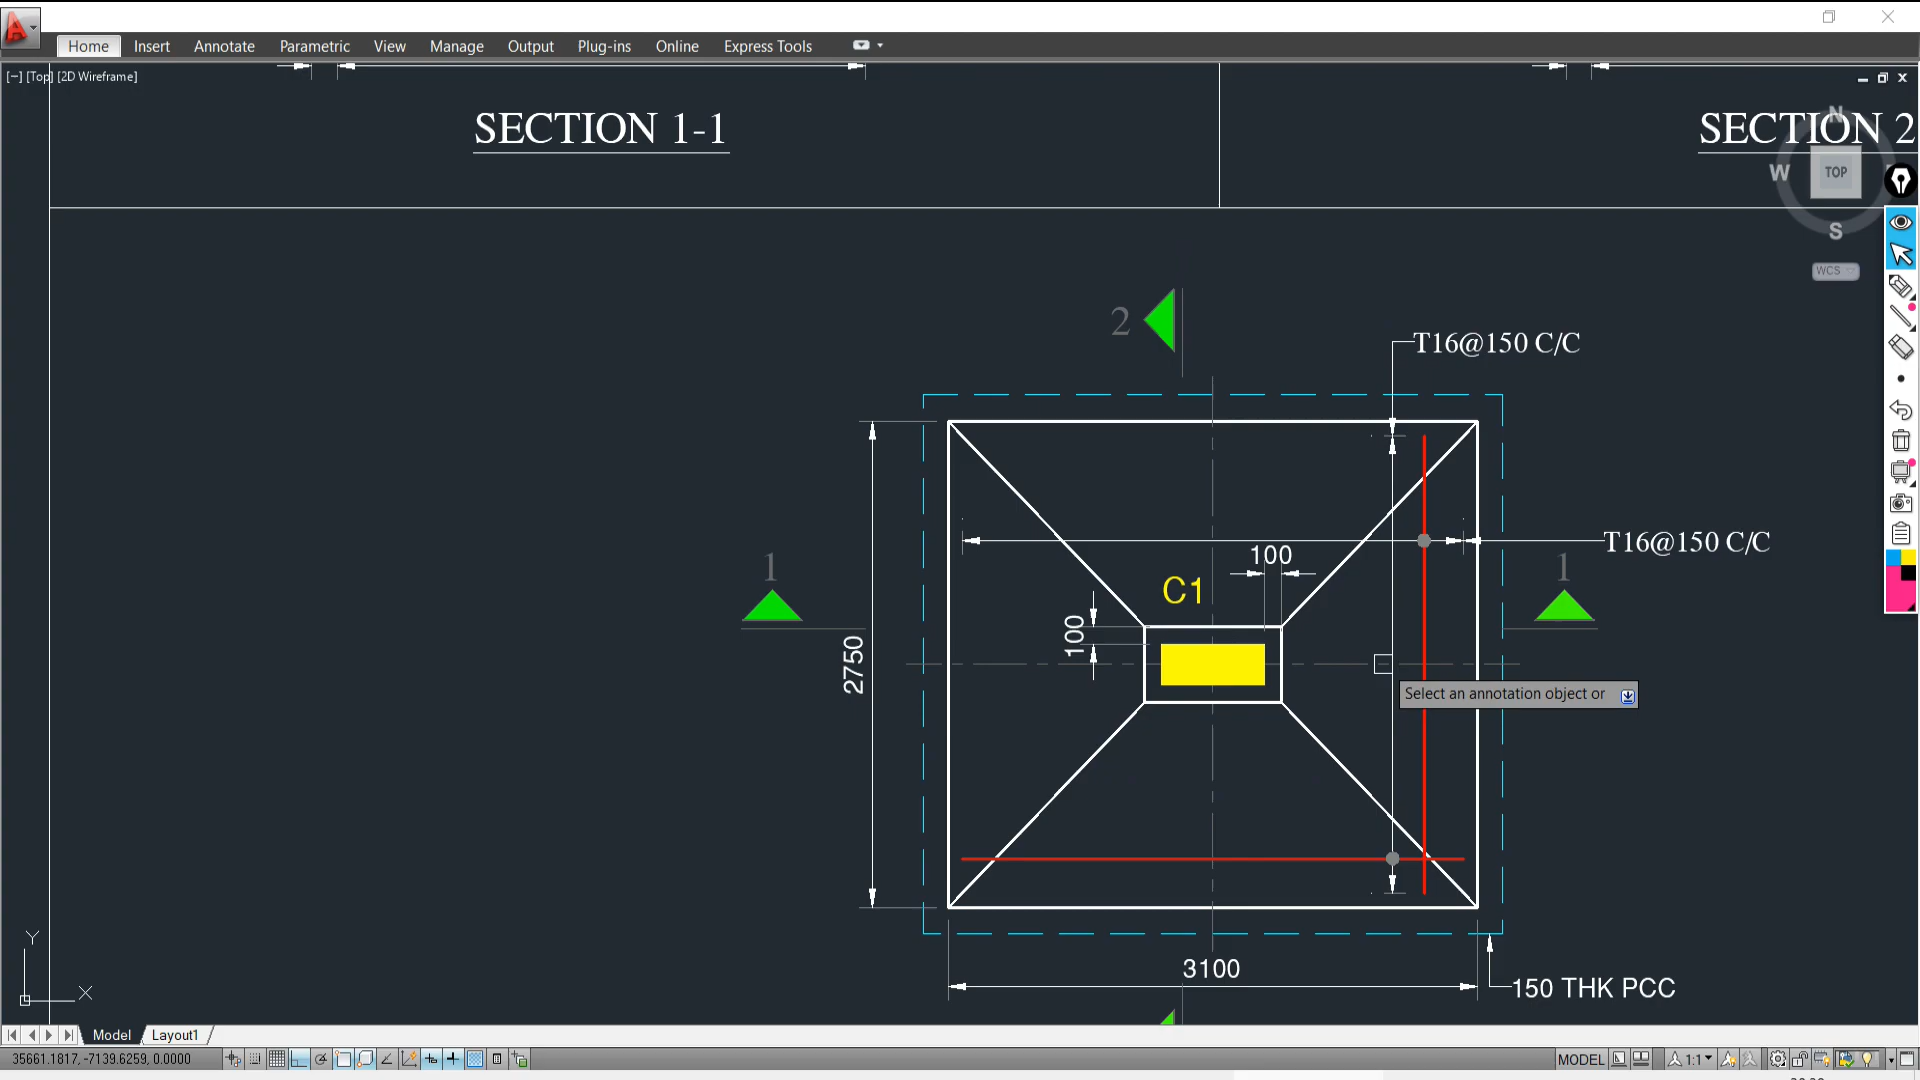 Home Insert Annotate Parametric View Manage Output Plug-ins Online Express Tools
[−] [Top] [2D Wireframe]
SECTION 1-1
SECTION 2
N
W
TOP
S
WCS
2
T16@150 C/C
T16@150 C/C
100
1
1
C1
100
2750
Select an annotation object or
3100
150 THK PCC
Y
X
Model Layout1
35661.1817, -7139.6259, 0.0000
MODEL
1:1